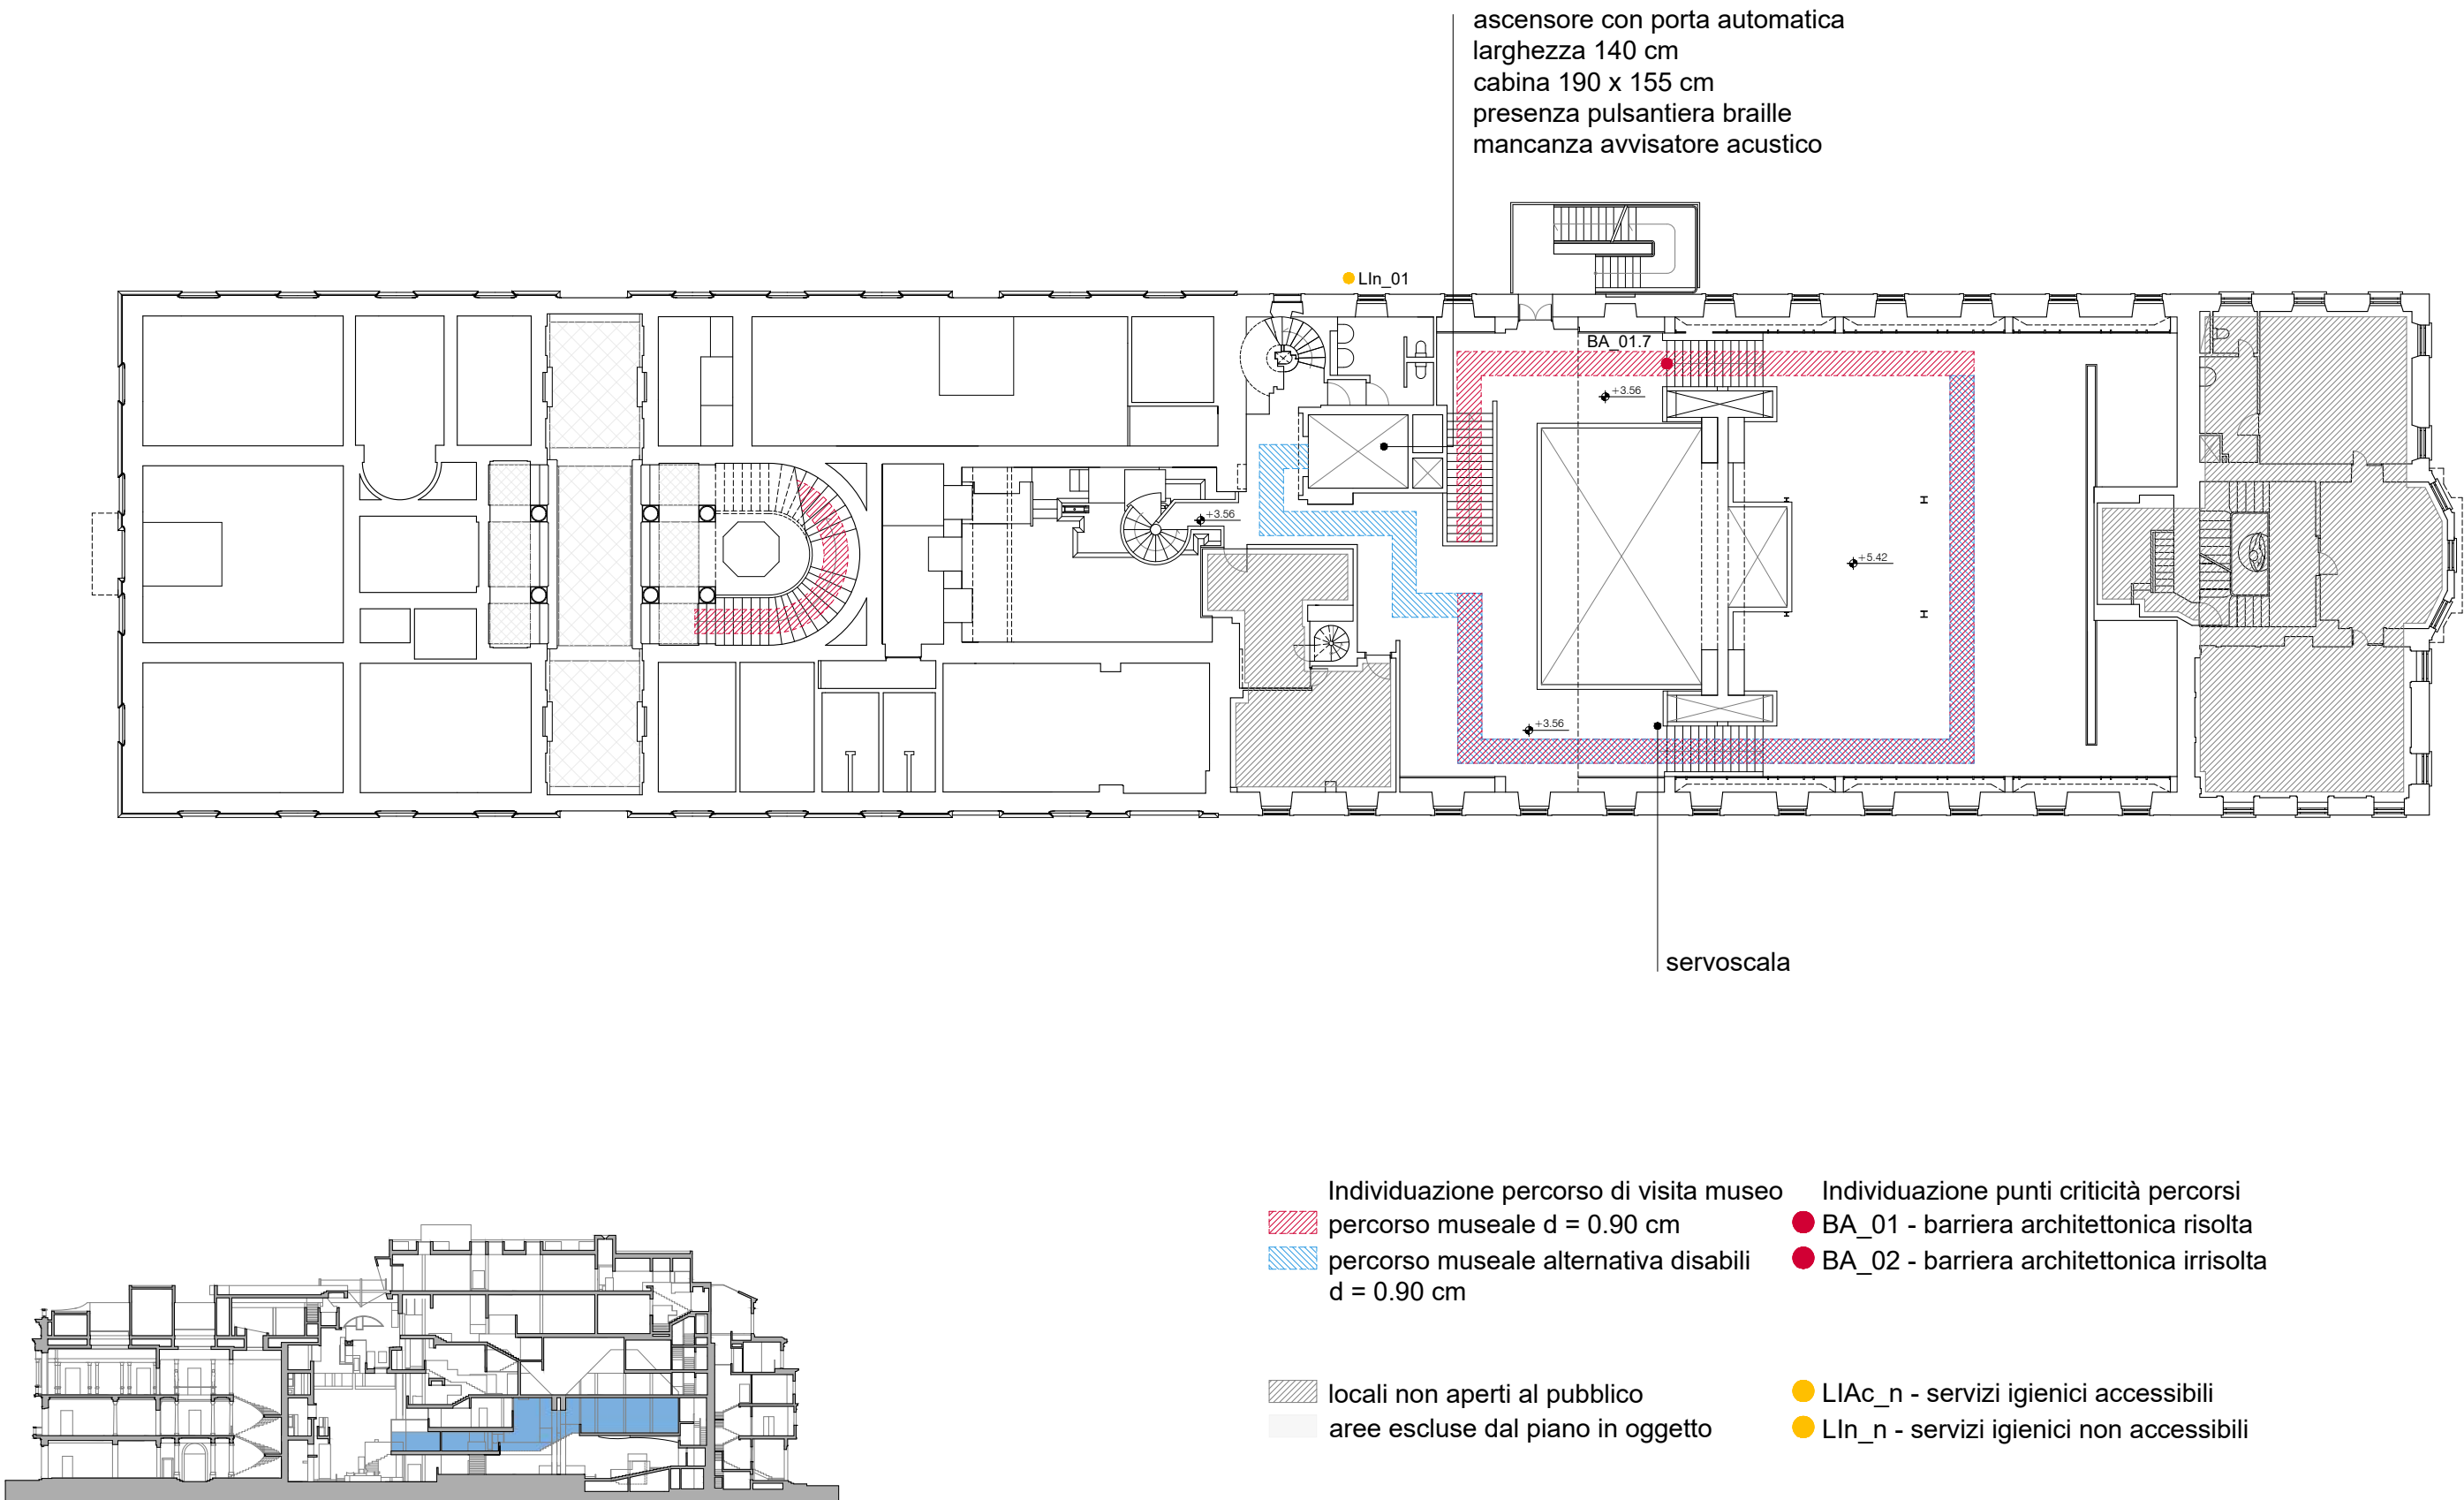 ascensore con porta automatica
larghezza 140 cm
cabina 190 x 155 cm
presenza pulsantiera braille
mancanza avvisatore acustico
LIn_01
BA_01.7
+3.56
+3.56
+5.42
+3.56
servoscala
Individuazione percorso di visita museo
percorso museale d = 0.90 cm
percorso museale alternativa disabili
d = 0.90 cm
locali non aperti al pubblico
aree escluse dal piano in oggetto
Individuazione punti criticità percorsi
BA_01 - barriera architettonica risolta
BA_02 - barriera architettonica irrisolta
LIAc_n - servizi igienici accessibili
LIn_n - servizi igienici non accessibili